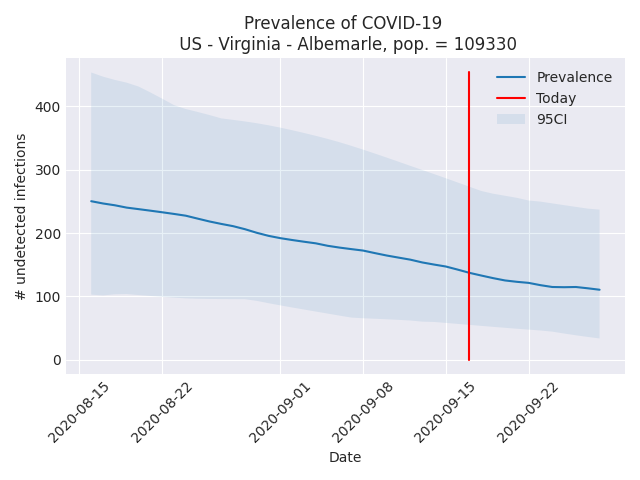 Prevalence of COVID-19
US - Virginia - Albemarle, pop. = 109330
# undetected infections
400
300
200
100
0
Prevalence
Today
95CI
2020-08-15
2020-08-22
2020-09-01
2020-09-08
2020-09-15
2020-09-22
Date